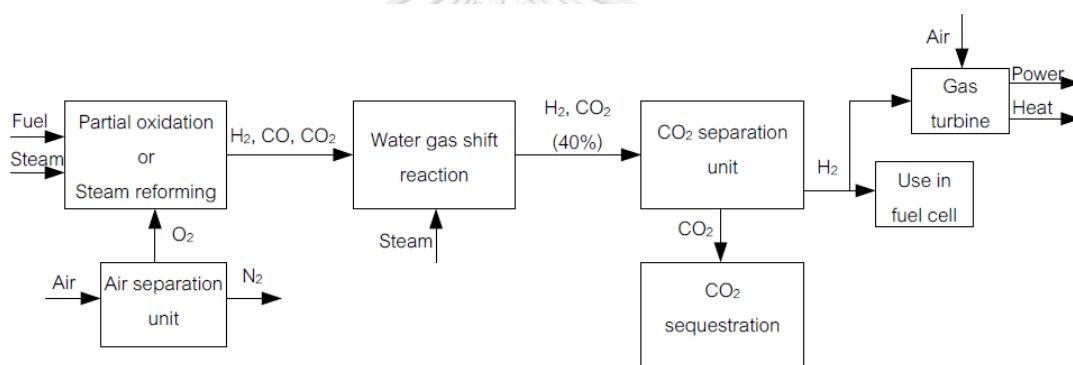 Air
Gas
turbine
Power
Heat
Fuel
Steam
Partial oxidation
or
Steam reforming
H₂, CO, CO₂
Water gas shift
reaction
H₂, CO₂
(40%)
CO₂ separation
unit
H₂
Use in
fuel cell
O₂
Steam
CO₂
Air
Air separation
unit
N₂
CO₂
sequestration